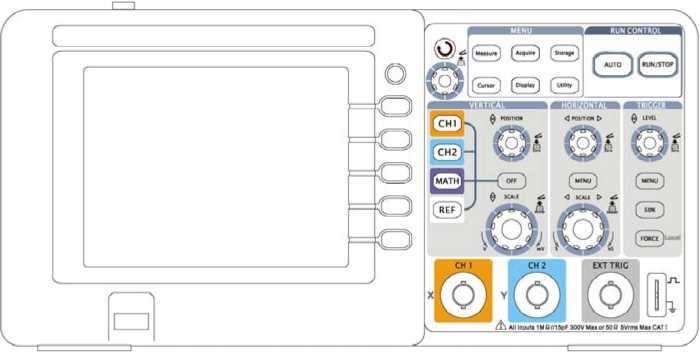 MENU
RUN CONTROL
Measure
Acquire
Storage
AUTO
RUN/STOP
Cursor
Display
Utility
VERTICAL
HORIZONTAL
TRIGGER
CH1
POSITION
POSITION
LEVEL
CH2
MATH
OFF
MENU
MENU
REF
SCALE
SCALE
50%
FORCE
Local
V
mV
S
nS
CH 1
CH 2
EXT TRIG
X
Y
All Inputs 1MΩ//15pF 300V Max or 50Ω 5Vrms Max CAT I